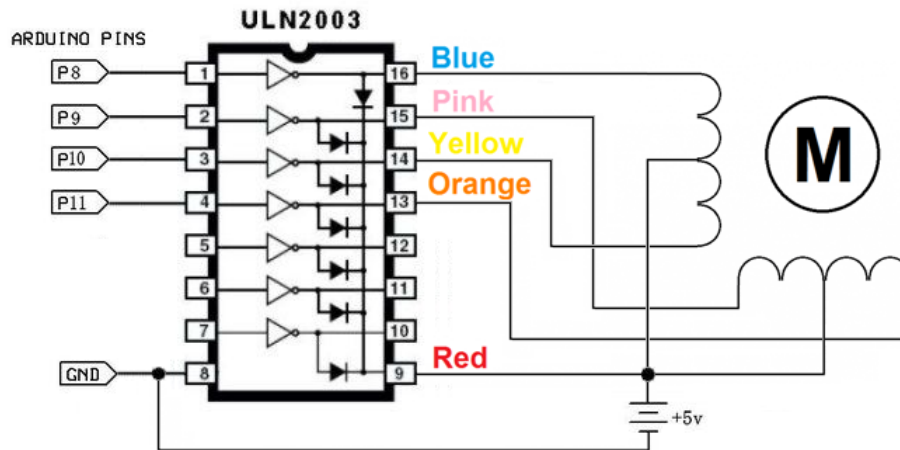 ULN2003
ARDUINO PINS
P8
1
16
Blue
P9
2
15
Pink
P10
3
14
Yellow
P11
4
13
Orange
5
12
6
11
7
10
GND
8
9
Red
M
+5v